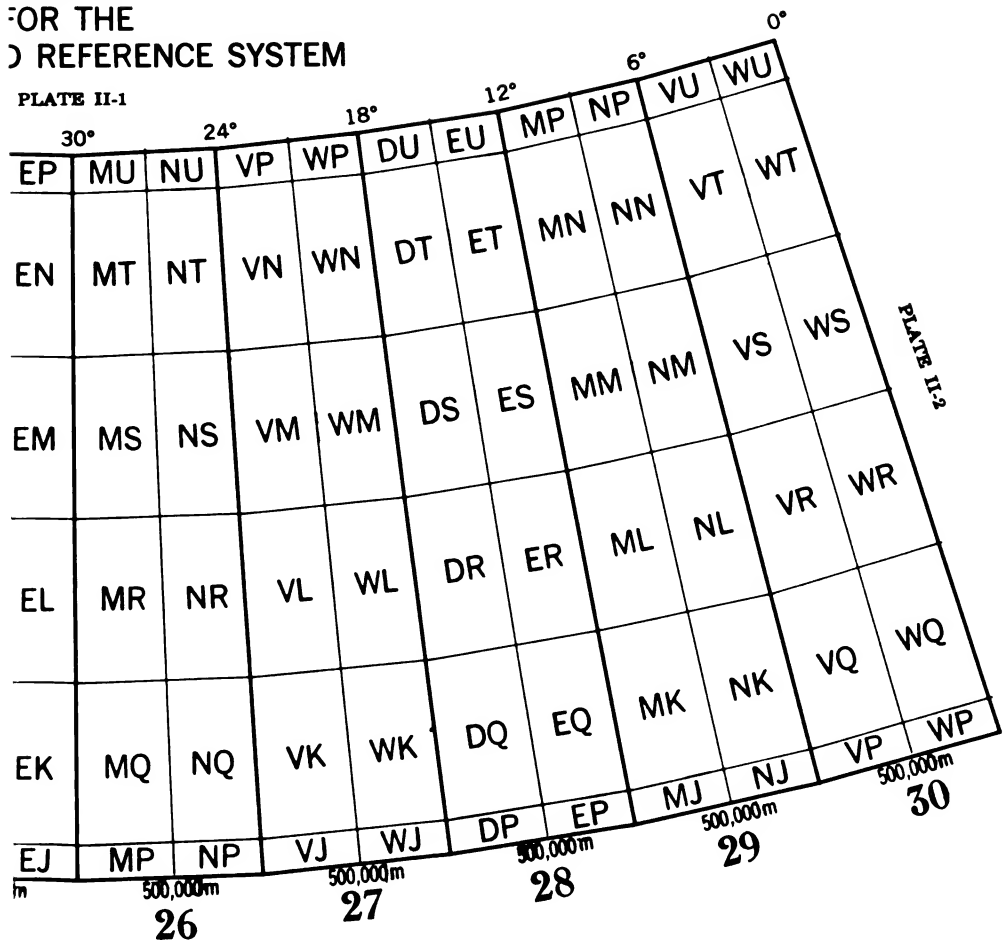 FOR THE
D REFERENCE SYSTEM
PLATE II-1
30° 24° 18° 12° 6° 0°
EP MU NU VP WP DU EU MP NP VU WU
EN MT NT VN WN DT ET MN NN VT WT
EM MS NS VM WM DS ES MM NM VS WS
PLATE II-2
EL MR NR VL WL DR ER ML NL VR WR
EK MQ NQ VK WK DQ EQ MK NK VQ WQ
EJ MP NP VJ WJ DP EP MJ NJ VP WP
m 500,000m 500,000m 500,000m 500,000m 500,000m
26 27 28 29 30